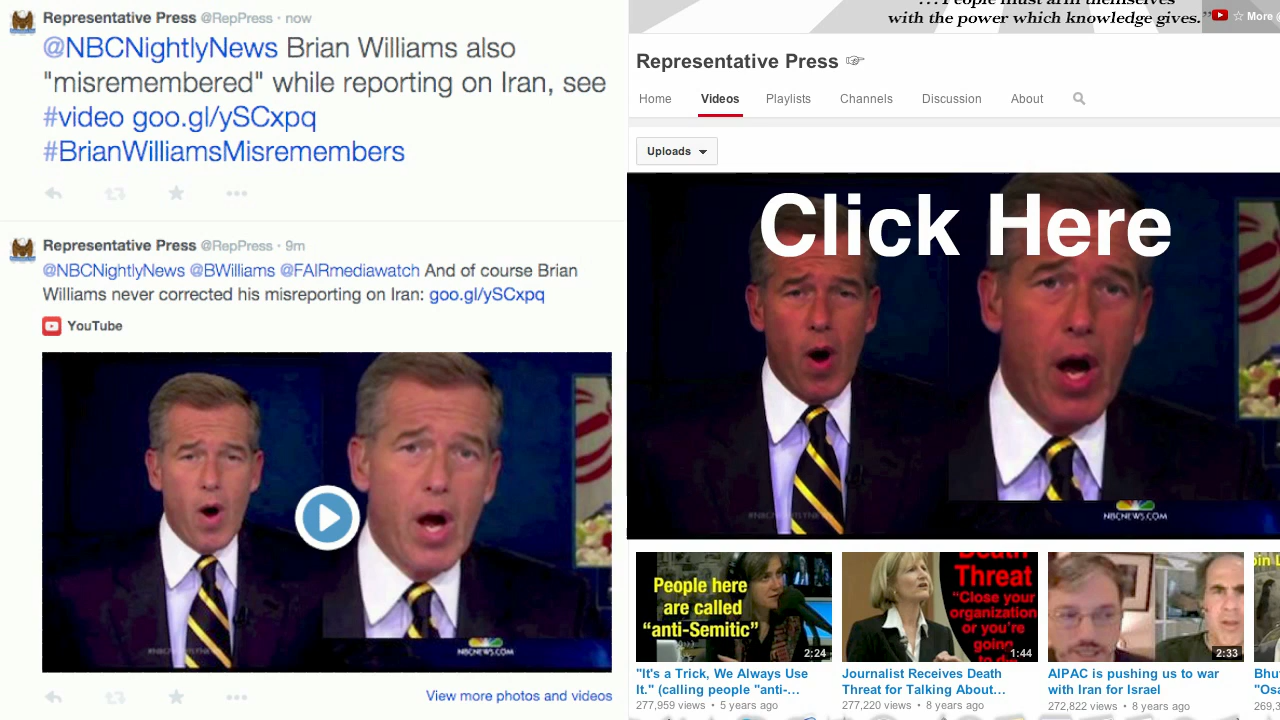 Representative Press @RepPress · now
@NBCNightlyNews Brian Williams also
"misremembered" while reporting on Iran, see
#video goo.gl/ySCxpq
#BrianWilliamsMisremembers
Representative Press @RepPress · 9m
@NBCNightlyNews @BWilliams @FAIRmediawatch And of course Brian
Williams never corrected his misreporting on Iran: goo.gl/ySCxpq
YouTube
NBCNEWS.COM
View more photos and videos
…People must arm themselves
with the power which knowledge gives.”
☆ More
Representative Press
Home Videos Playlists Channels Discussion About
Uploads
Click Here
NBCNEWS.COM
People here
are called
“anti-Semitic”
2:24
"It's a Trick, We Always Use
It." (calling people "anti-...
277,959 views • 5 years ago
Death
Threat
“Close your
organization
or you’re
going
to d-
1:44
Journalist Receives Death
Threat for Talking About...
277,220 views • 8 years ago
2:33
AIPAC is pushing us to war
with Iran for Israel
272,822 views • 8 years ago